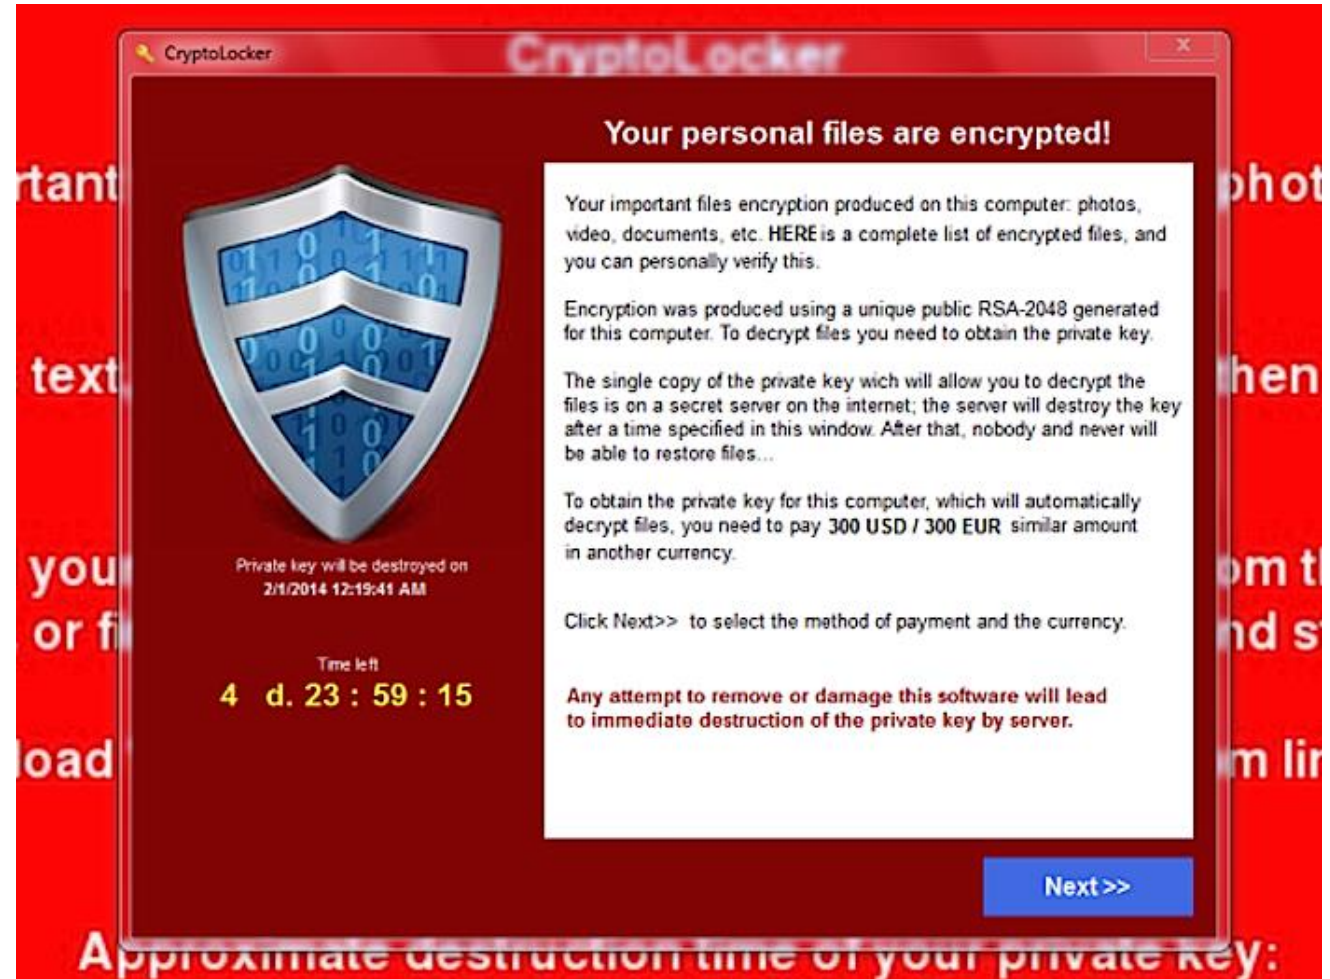 CryptoLocker
CryptoLocker
Your personal files are encrypted!
rtant
phot
Your important files encryption produced on this computer: photos,
video, documents, etc. HERE is a complete list of encrypted files, and
you can personally verify this.
Encryption was produced using a unique public RSA-2048 generated
for this computer. To decrypt files you need to obtain the private key.
text
hen
The single copy of the private key wich will allow you to decrypt the
files is on a secret server on the internet; the server will destroy the key
after a time specified in this window. After that, nobody and never will
be able to restore files...
To obtain the private key for this computer, which will automatically
decrypt files, you need to pay 300 USD / 300 EUR similar amount
in another currency.
you
om t
Private key will be destroyed on
2/1/2014 12:19:41 AM
or fi
nd s
Click Next>> to select the method of payment and the currency.
Time left
4 d. 23 : 59 : 15
Any attempt to remove or damage this software will lead
to immediate destruction of the private key by server.
load
m lin
Next >>
Approximate destruction time of your private key: